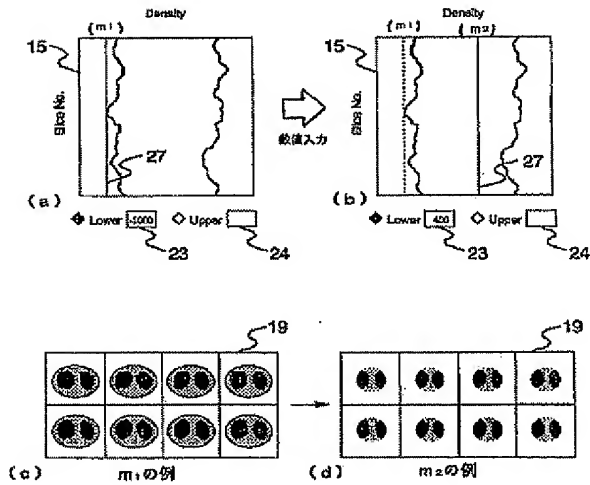 Density
Density
(m1)
(m1)
(m2)
15
15
Slice No.
Slice No.
数値入力
27
27
(a)
(b)
Lower -1000 Upper
Lower -400 Upper
23
24
23
24
19
19
(c)
m1の例
(d)
m2の例